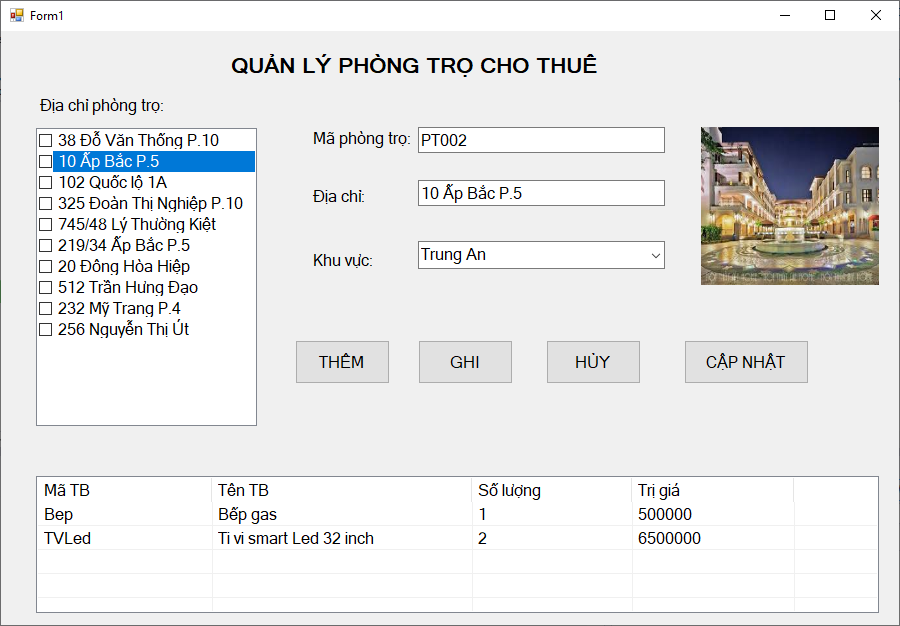 Form1
QUẢN LÝ PHÒNG TRỌ CHO THUÊ
Địa chỉ phòng trọ:
38 Đỗ Văn Thống P.10
10 Ấp Bắc P.5
102 Quốc lộ 1A
325 Đoàn Thị Nghiệp P.10
745/48 Lý Thường Kiệt
219/34 Ấp Bắc P.5
20 Đông Hòa Hiệp
512 Trần Hưng Đạo
232 Mỹ Trang P.4
256 Nguyễn Thị Út
Mã phòng trọ: PT002
Địa chỉ: 10 Ấp Bắc P.5
Khu vực: Trung An
THÊM GHI HỦY CẬP NHẬT
Mã TB Tên TB Số lượng Trị giá
Bep Bếp gas 1 500000
TVLed Ti vi smart Led 32 inch 2 6500000